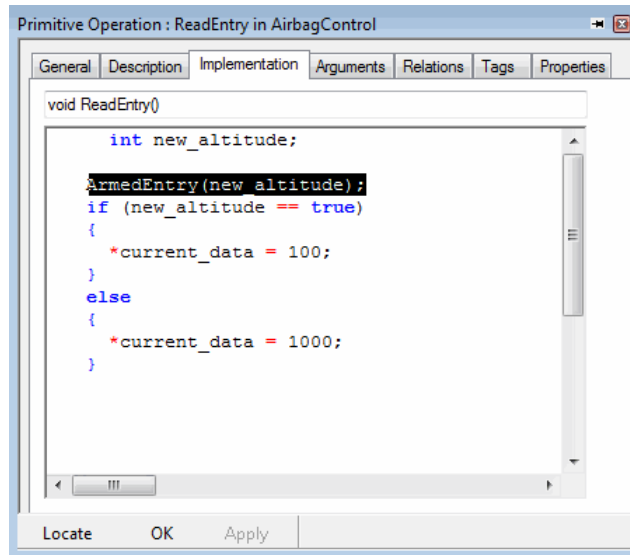 Primitive Operation : ReadEntry in AirbagControl
General Description Implementation Arguments Relations Tags Properties
void ReadEntry()
int new_altitude;
ArmedEntry(new_altitude);
if (new_altitude == true)
{
*current_data = 100;
}
else
{
*current_data = 1000;
}
Locate OK Apply